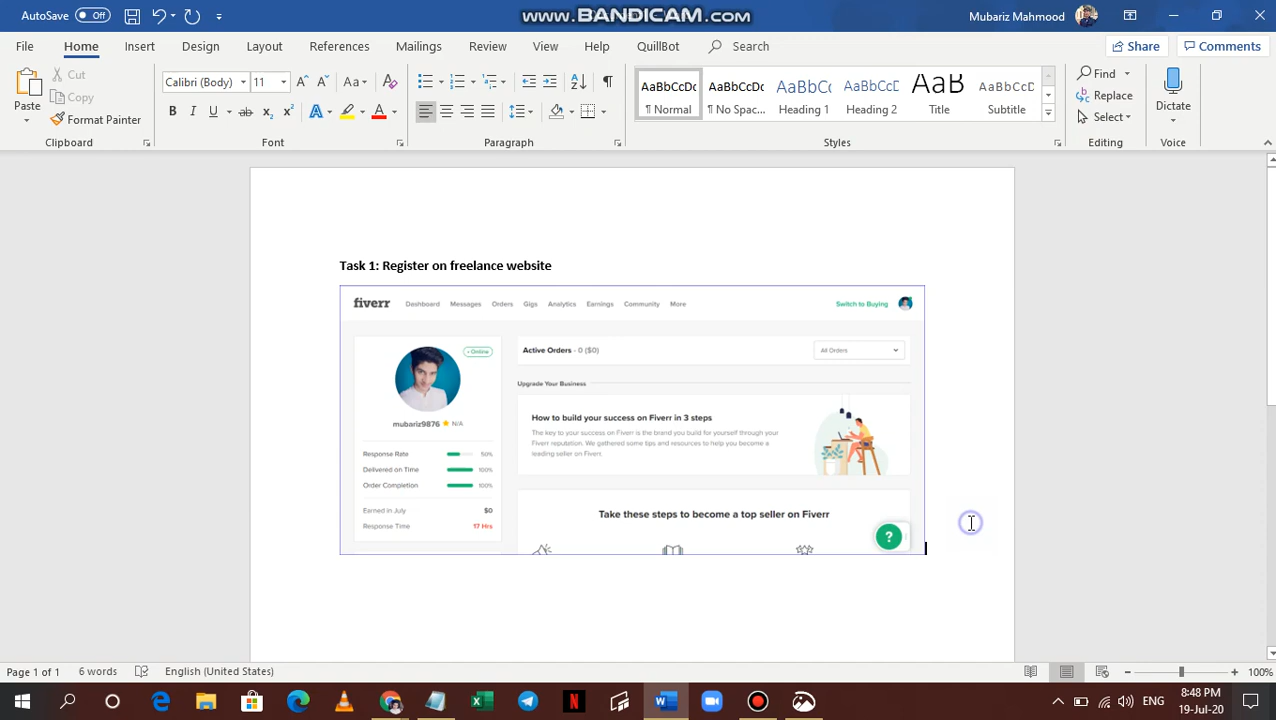 AutoSave Off
www.BANDICAM.com
Mubariz Mahmood
File Home Insert Design Layout References Mailings Review View Help QuillBot Search
Share Comments
Paste
Cut
Copy
Format Painter
Calibri (Body) 11
AaBbCcDc AaBbCcDc AaBbCc AaBbCcD AaB AaBbCcD
¶ Normal ¶ No Spac... Heading 1 Heading 2 Title Subtitle
Find
Replace
Select
Dictate
Clipboard Font Paragraph Styles Editing Voice
Task 1: Register on freelance website
fiverr Dashboard Messages Orders Gigs Analytics Earnings Community More Switch to Buying
• Online
mubariz9876 N/A
Response Rate 50%
Delivered on Time 100%
Order Completion 100%
Earned in July $0
Response Time 17 Hrs
Active Orders - 0 ($0) All Orders
Upgrade Your Business
How to build your success on Fiverr in 3 steps
The key to your success on Fiverr is the brand you build for yourself through your
Fiverr reputation. We gathered some tips and resources to help you become a
leading seller on Fiverr.
Take these steps to become a top seller on Fiverr
?
Page 1 of 1 6 words English (United States) 100%
ENG
8:48 PM
19-Jul-20